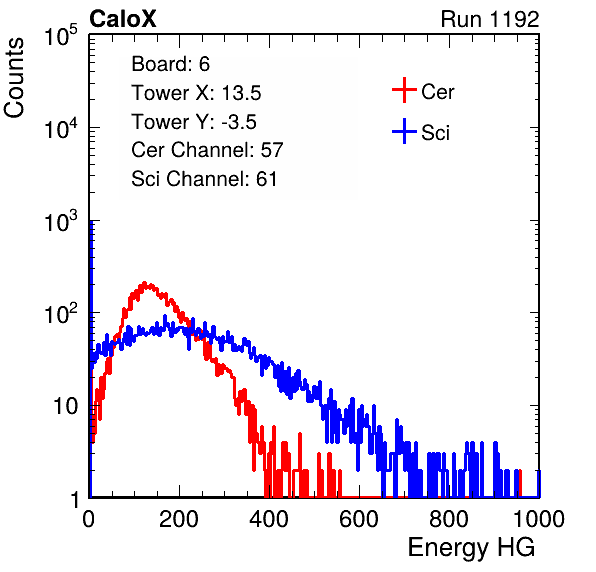 CaloX Run 1192
Counts
10^5
10^4
10^3
10^2
10
1
Board: 6
Tower X: 13.5
Tower Y: -3.5
Cer Channel: 57
Sci Channel: 61
Cer
Sci
0 200 400 600 800 1000
Energy HG